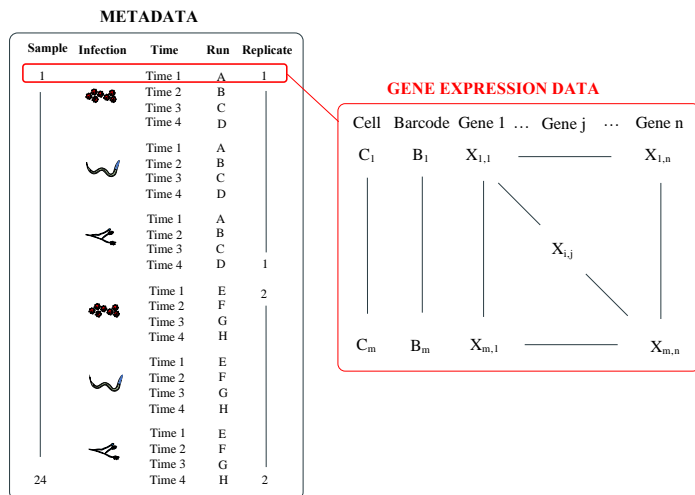 METADATA
Sample Infection Time Run Replicate
1 Time 1 A 1
Time 2 B
Time 3 C
Time 4 D
Time 1 A
Time 2 B
Time 3 C
Time 4 D
Time 1 A
Time 2 B
Time 3 C
Time 4 D 1
Time 1 E 2
Time 2 F
Time 3 G
Time 4 H
Time 1 E
Time 2 F
Time 3 G
Time 4 H
Time 1 E
Time 2 F
Time 3 G
24 Time 4 H 2
GENE EXPRESSION DATA
Cell Barcode Gene 1 … Gene j … Gene n
C1 B1 X1,1 X1,n
Xi,j
Cm Bm Xm,1 Xm,n